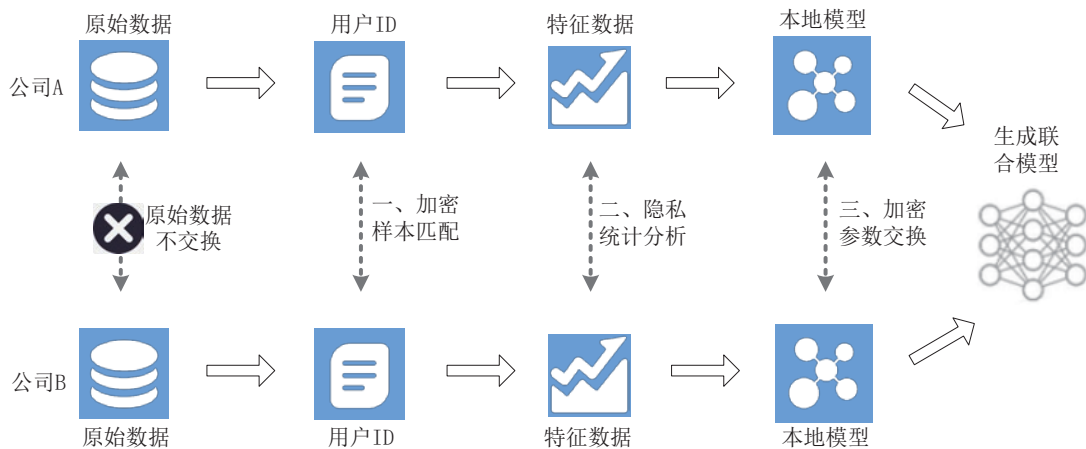 原始数据
用户ID
特征数据
本地模型
公司A
生成联
合模型
原始数据
不交换
一、加密
样本匹配
二、隐私
统计分析
三、加密
参数交换
公司B
原始数据
用户ID
特征数据
本地模型